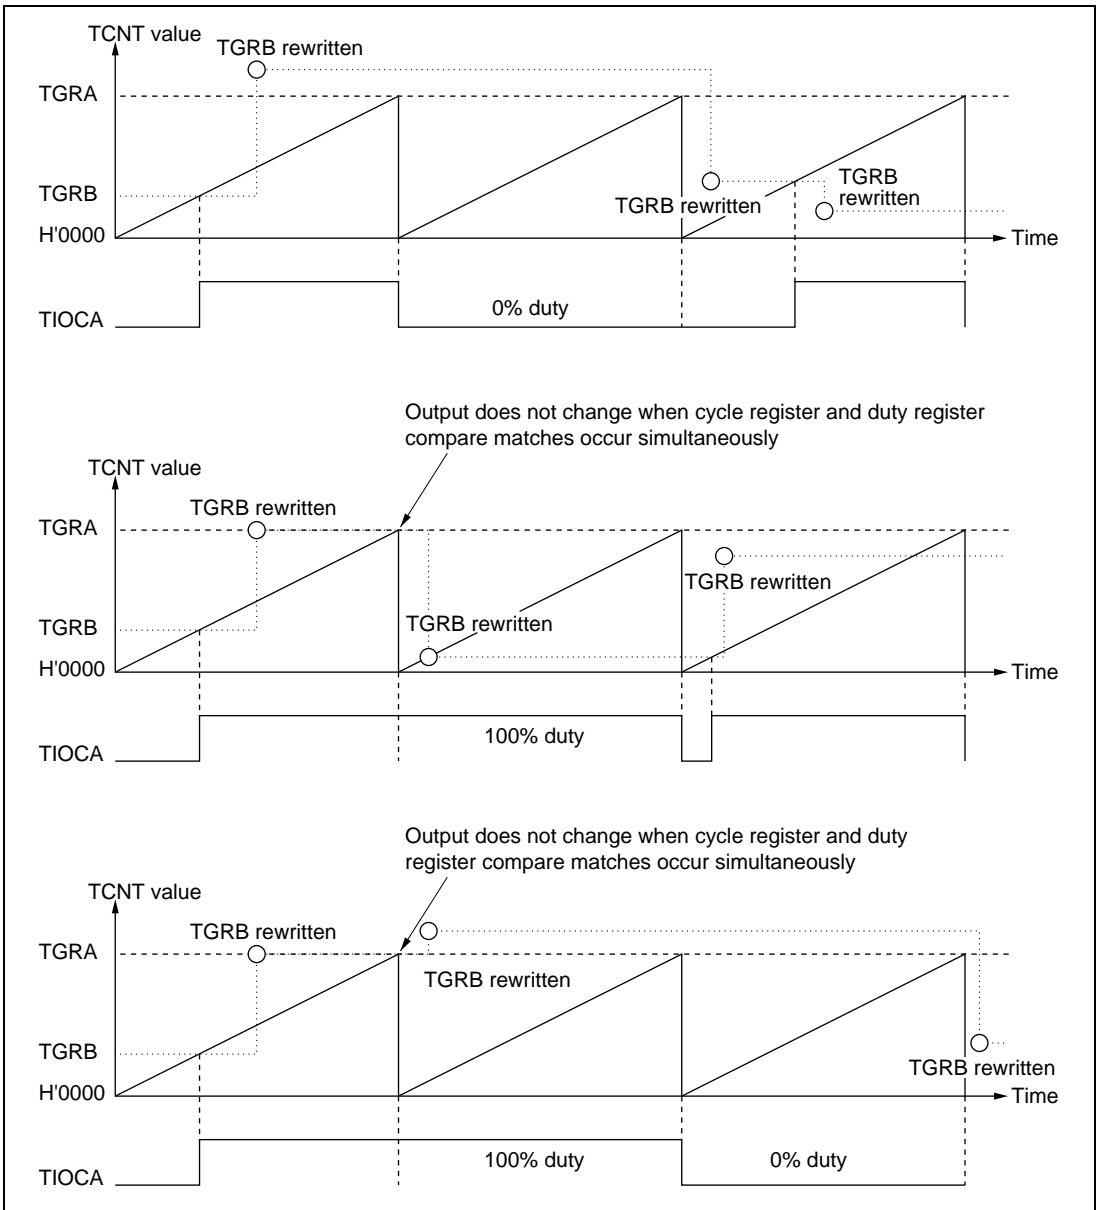 TCNT value
TGRB rewritten
TGRA
TGRB
TGRB
rewritten
TGRB rewritten
H'0000
Time
0% duty
TIOCA
Output does not change when cycle register and duty register
compare matches occur simultaneously
TCNT value
TGRB rewritten
TGRA
TGRB rewritten
TGRB
TGRB rewritten
H'0000
Time
100% duty
TIOCA
Output does not change when cycle register and duty
register compare matches occur simultaneously
TCNT value
TGRB rewritten
TGRA
TGRB rewritten
TGRB
TGRB rewritten
H'0000
Time
100% duty
0% duty
TIOCA